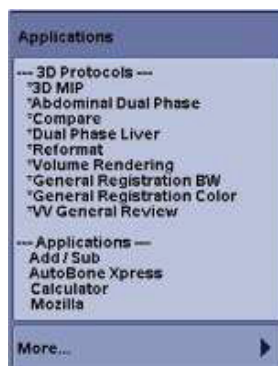 Applications
--- 3D Protocols ---
*3D MIP
*Abdominal Dual Phase
*Compare
*Dual Phase Liver
*Reformat
*Volume Rendering
*General Registration BW
*General Registration Color
*VV General Review
--- Applications ---
Add / Sub
AutoBone Xpress
Calculator
Mozilla
More...